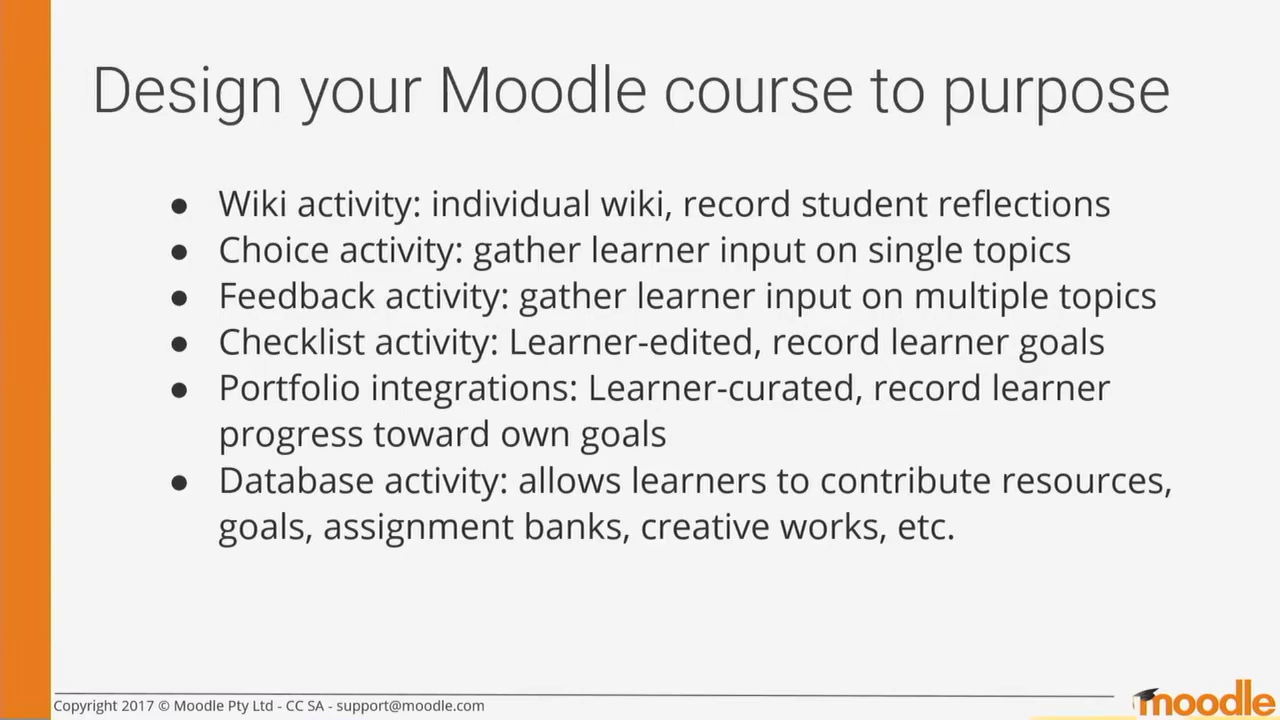 Design your Moodle course to purpose
● Wiki activity: individual wiki, record student reflections
● Choice activity: gather learner input on single topics
● Feedback activity: gather learner input on multiple topics
● Checklist activity: Learner-edited, record learner goals
● Portfolio integrations: Learner-curated, record learner
progress toward own goals
● Database activity: allows learners to contribute resources,
goals, assignment banks, creative works, etc.
Copyright 2017 © Moodle Pty Ltd - CC SA - support@moodle.com
moodle